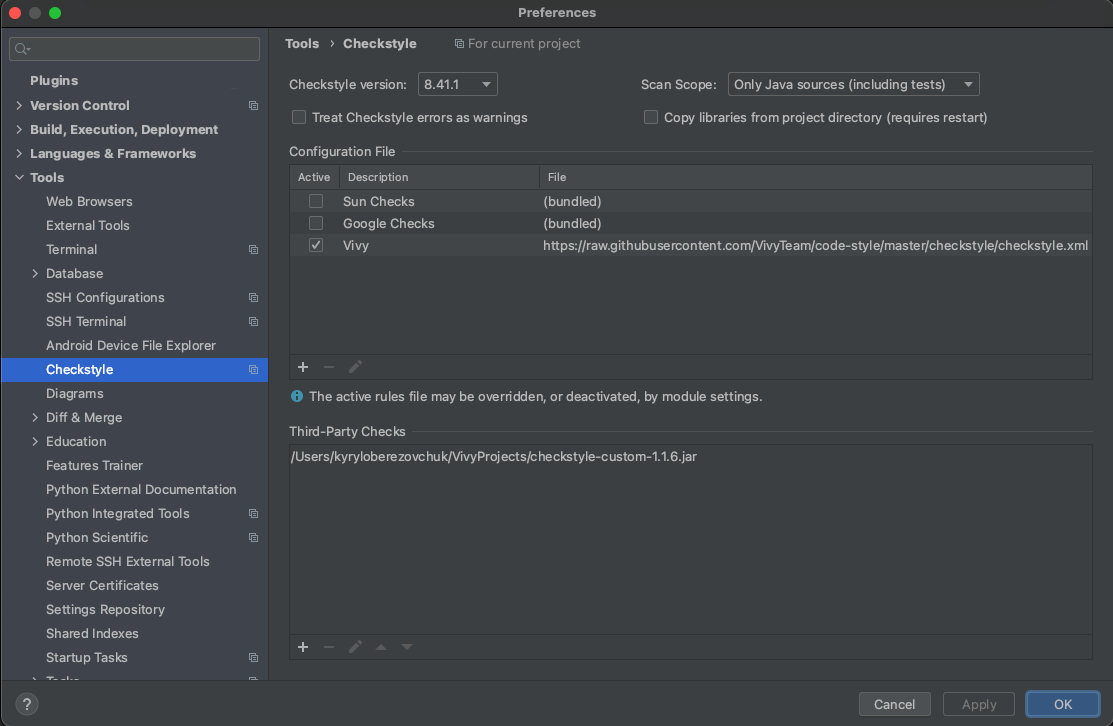 Preferences
Tools › Checkstyle
For current project
Plugins
Version Control
Build, Execution, Deployment
Languages & Frameworks
Tools
Web Browsers
External Tools
Terminal
Database
SSH Configurations
SSH Terminal
Android Device File Explorer
Checkstyle
Diagrams
Diff & Merge
Education
Features Trainer
Python External Documentation
Python Integrated Tools
Python Scientific
Remote SSH External Tools
Server Certificates
Settings Repository
Shared Indexes
Startup Tasks
Tasks
Checkstyle version: 8.41.1
Scan Scope: Only Java sources (including tests)
Treat Checkstyle errors as warnings
Copy libraries from project directory (requires restart)
Configuration File
Active Description File
Sun Checks (bundled)
Google Checks (bundled)
Vivy https://raw.githubusercontent.com/VivyTeam/code-style/master/checkstyle/checkstyle.xml
The active rules file may be overridden, or deactivated, by module settings.
Third-Party Checks
/Users/kyryloberezovchuk/VivyProjects/checkstyle-custom-1.1.6.jar
?
Cancel
Apply
OK